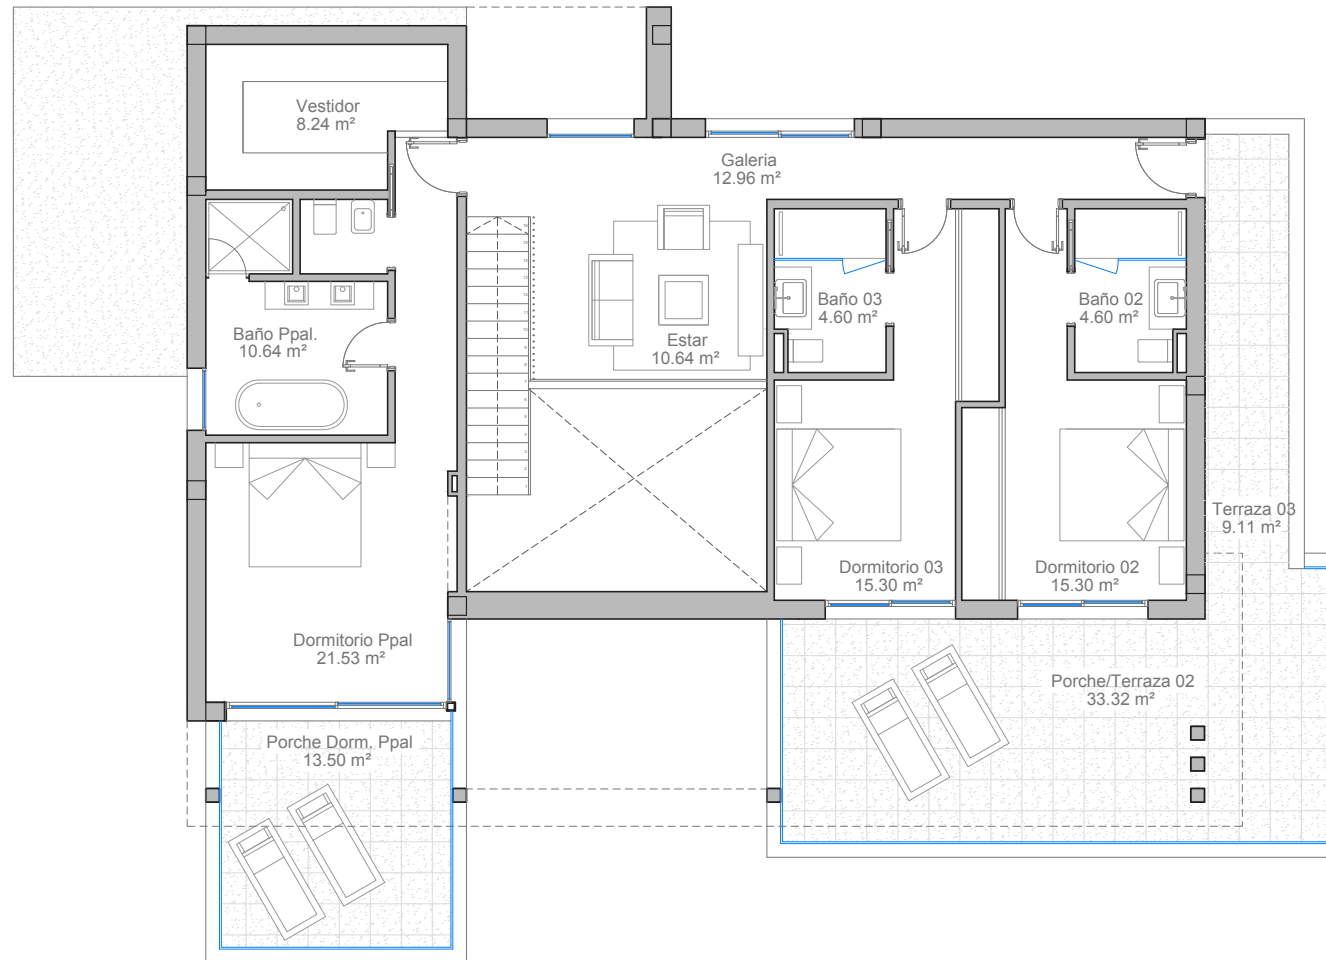 Vestidor
8.24 m²
Galeria
12.96 m²
Baño Ppal.
10.64 m²
Estar
10.64 m²
Baño 03
4.60 m²
Baño 02
4.60 m²
Terraza 03
9.11 m²
Dormitorio 03
15.30 m²
Dormitorio 02
15.30 m²
Dormitorio Ppal
21.53 m²
Porche/Terraza 02
33.32 m²
Porche Dorm. Ppal
13.50 m²